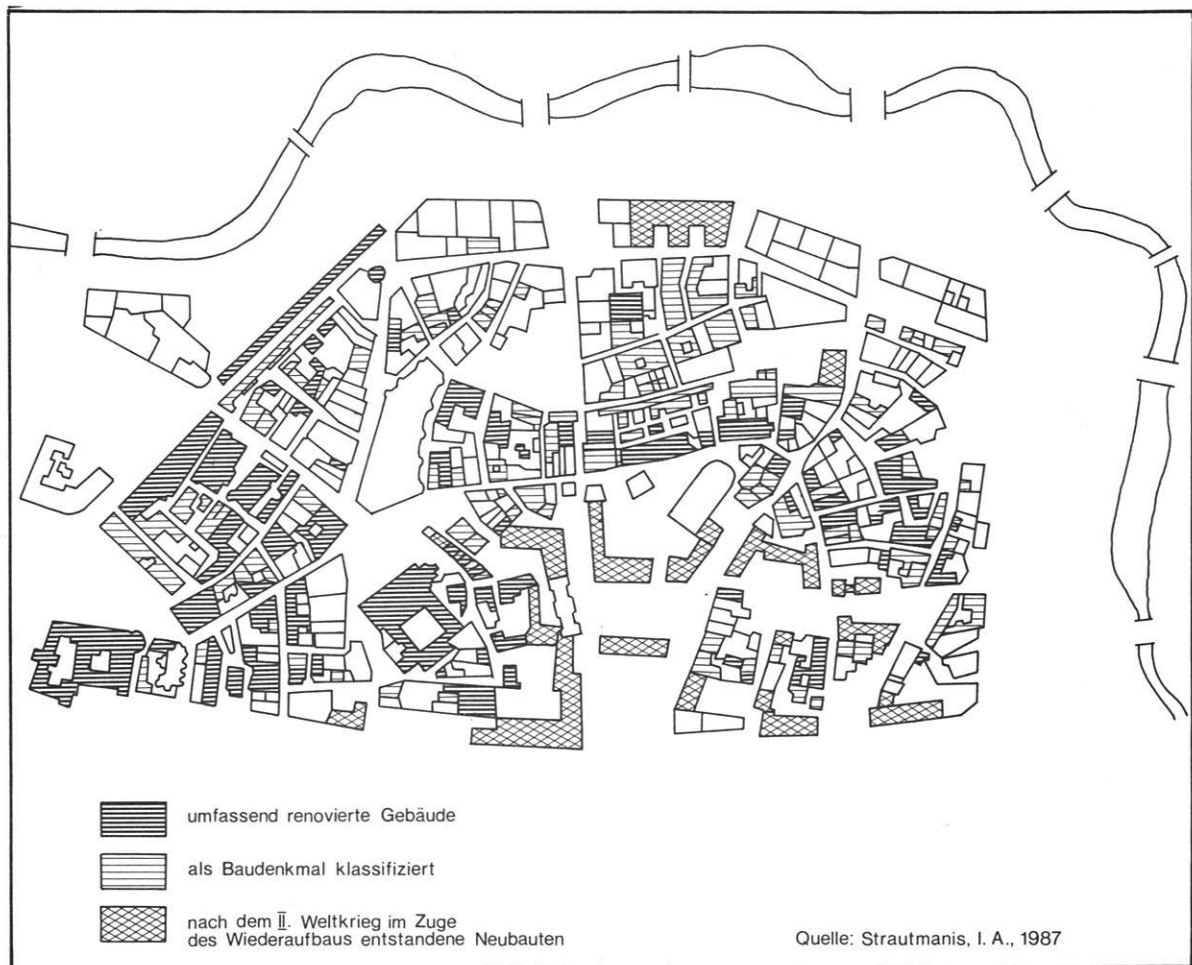 umfassend renovierte Gebäude
als Baudenkmal klassifiziert
nach dem II. Weltkrieg im Zuge
des Wiederaufbaus entstandene Neubauten
Quelle: Strautmanis, I. A., 1987